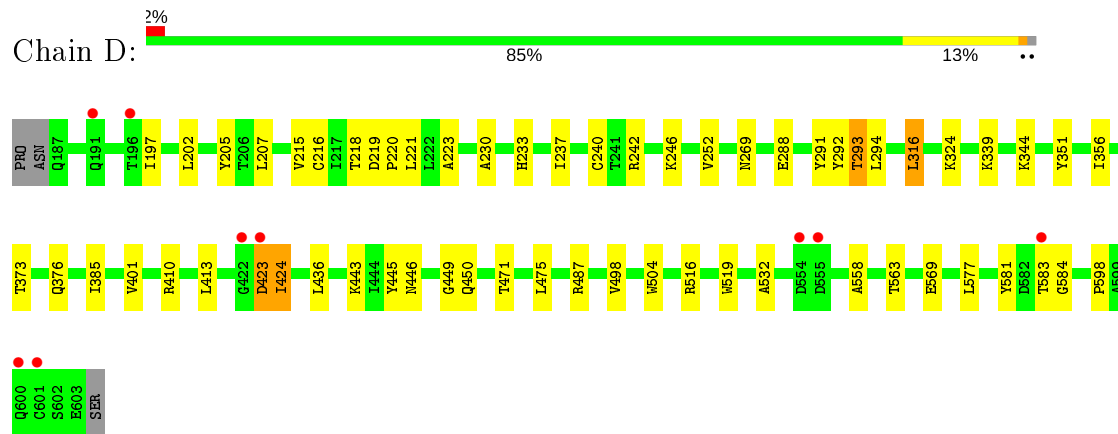 2%
Chain D:
85% 13% ..
PRO ASN Q187 Q191 T196 I197 L202 Y205 T206 L207 V215 C216 I217 T218 D219 P220 L221 L222 A223 A230 H233 I237 C240 T241 R242 K246 V252 N269 E288 Y291 Y292 T293 L294 L316 K324 K339 K344 Y351 I356
T373 Q376 I385 V401 R410 L413 G422 D423 I424 L436 K443 I444 Y445 N446 G449 Q450 T471 L475 R487 V498 W504 R516 W519 A532 D554 D555 A558 T563 E569 L577 Y581 D582 T583 G584 P598 A599
Q600 C601 S602 E603 SER